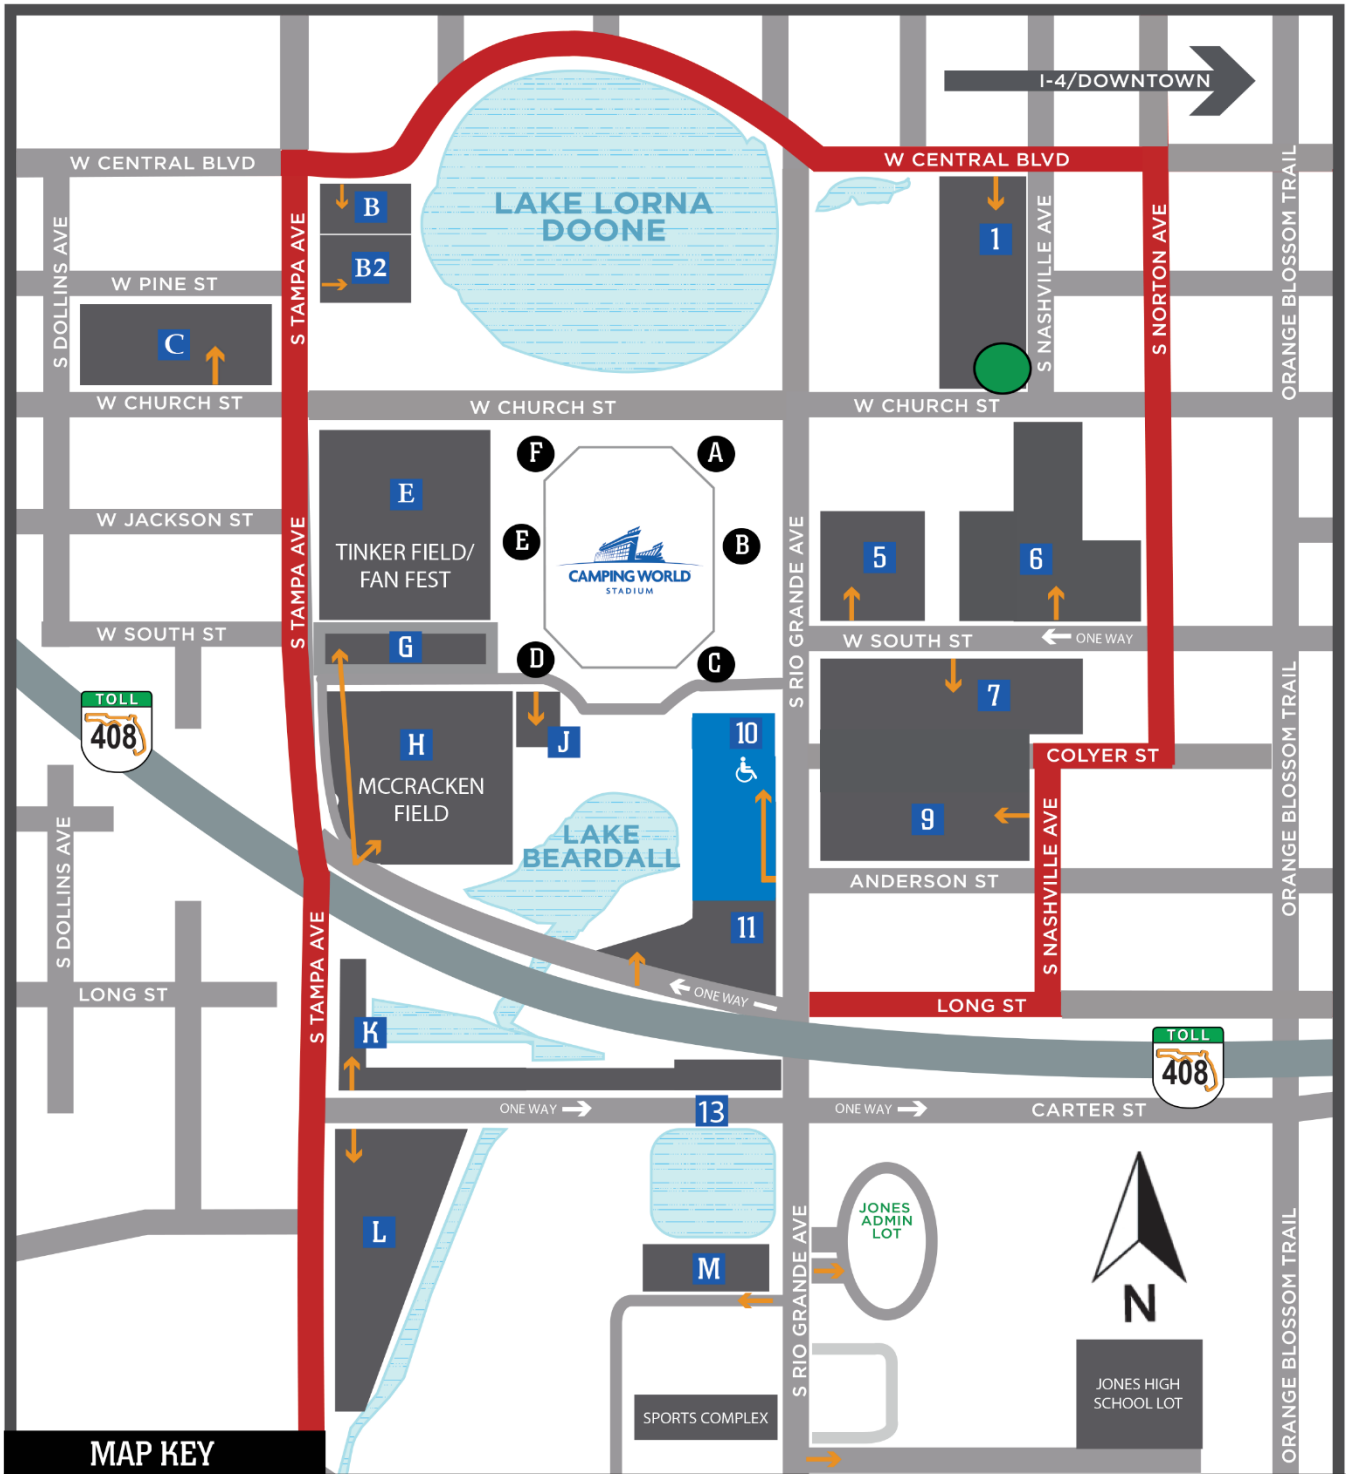 I-4/DOWNTOWN
W CENTRAL BLVD
W CENTRAL BLVD
S DOLLINS AVE
S TAMPA AVE
B
B2
LAKE LORNA
DOONE
1
S NASHVILLE AVE
S NORTON AVE
ORANGE BLOSSOM TRAIL
W PINE ST
C
W CHURCH ST
W CHURCH ST
W CHURCH ST
F
A
E
E
B
TINKER FIELD/
FAN FEST
CAMPING WORLD
STADIUM
D
C
W JACKSON ST
S TAMPA AVE
S RIO GRANDE AVE
5
6
W SOUTH ST
G
W SOUTH ST
ONE WAY
TOLL
408
H
MCCRACKEN
FIELD
J
10
7
COLYER ST
ORANGE BLOSSOM TRAIL
9
LAKE
BEARDALL
S DOLLINS AVE
ANDERSON ST
S NASHVILLE AVE
11
S TAMPA AVE
LONG ST
ONE WAY
LONG ST
K
TOLL
408
ONE WAY
13
ONE WAY
CARTER ST
L
M
S RIO GRANDE AVE
JONES
ADMIN
LOT
N
ORANGE BLOSSOM TRAIL
JONES HIGH
SCHOOL LOT
SPORTS COMPLEX
MAP KEY